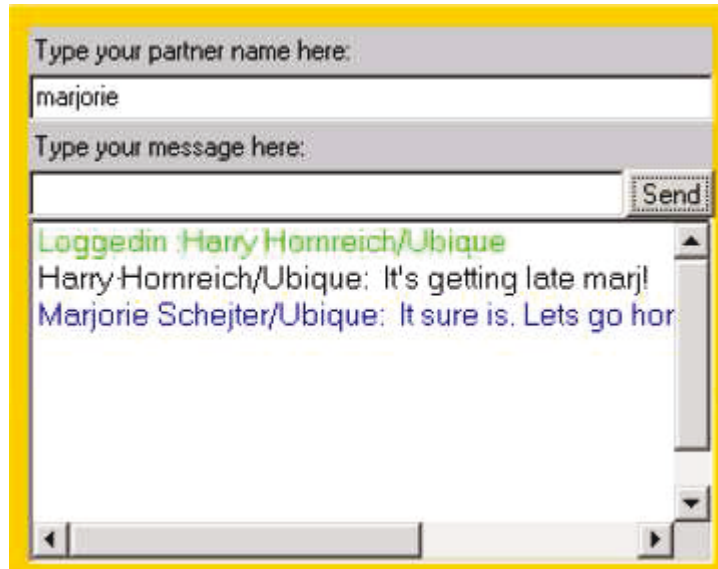 Type your partner name here:
marjorie
Type your message here:
Send
Loggedin :Harry Hornreich/Ubique
Harry Hornreich/Ubique: It's getting late marj!
Marjorie Schejter/Ubique: It sure is. Lets go